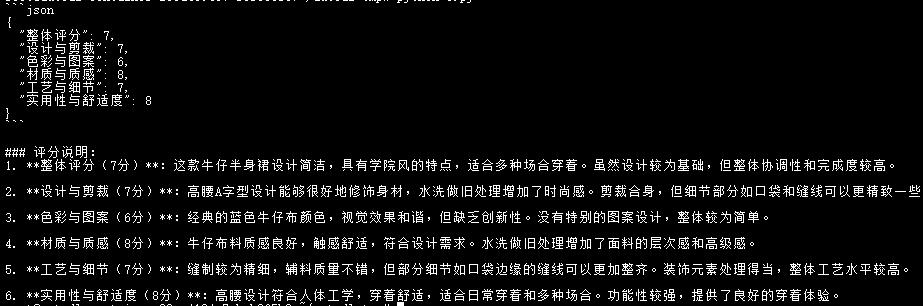 ```json
{
"整体评分": 7,
"设计与剪裁": 7,
"色彩与图案": 6,
"材质与质感": 8,
"工艺与细节": 7,
"实用性与舒适度": 8
}
```
### 评分说明:
1. **整体评分（7分）**: 这款牛仔半身裙设计简洁，具有学院风的特点，适合多种场合穿着。虽然设计较为基础，但整体协调性和完成度较高。
2. **设计与剪裁（7分）**: 高腰A字型设计能够很好地修饰身材，水洗做旧处理增加了时尚感。剪裁合身，但细节部分如口袋和缝线可以更精致一些
3. **色彩与图案（6分）**: 经典的蓝色牛仔布颜色，视觉效果和谐，但缺乏创新性。没有特别的图案设计，整体较为简单。
4. **材质与质感（8分）**: 牛仔布料质感良好，触感舒适，符合设计需求。水洗做旧处理增加了面料的层次感和高级感。
5. **工艺与细节（7分）**: 缝制较为精细，辅料质量不错，但部分细节如口袋边缘的缝线可以更加整齐。装饰元素处理得当，整体工艺水平较高。
6. **实用性与舒适度（8分）**: 高腰设计符合人体工学，穿着舒适，适合日常穿着和多种场合。功能性较强，提供了良好的穿着体验。